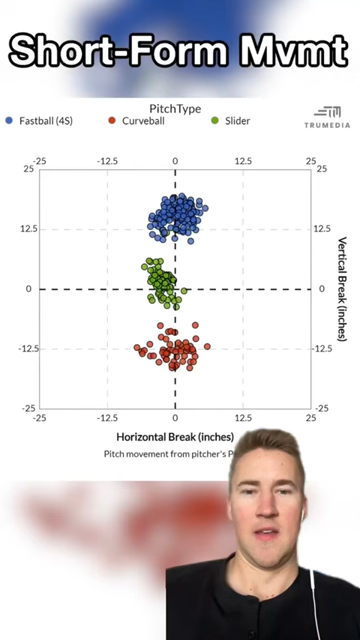 Short-Form Mvmt
PitchType
Fastball (4S) Curveball Slider
TRUMEDIA
-25 -12.5 0 12.5 25
25 25
12.5 12.5
0 0
-12.5 -12.5
-25 -25
-25 -12.5 0 12.5 25
Vertical Break (inches)
Horizontal Break (inches)
Pitch movement from pitcher's